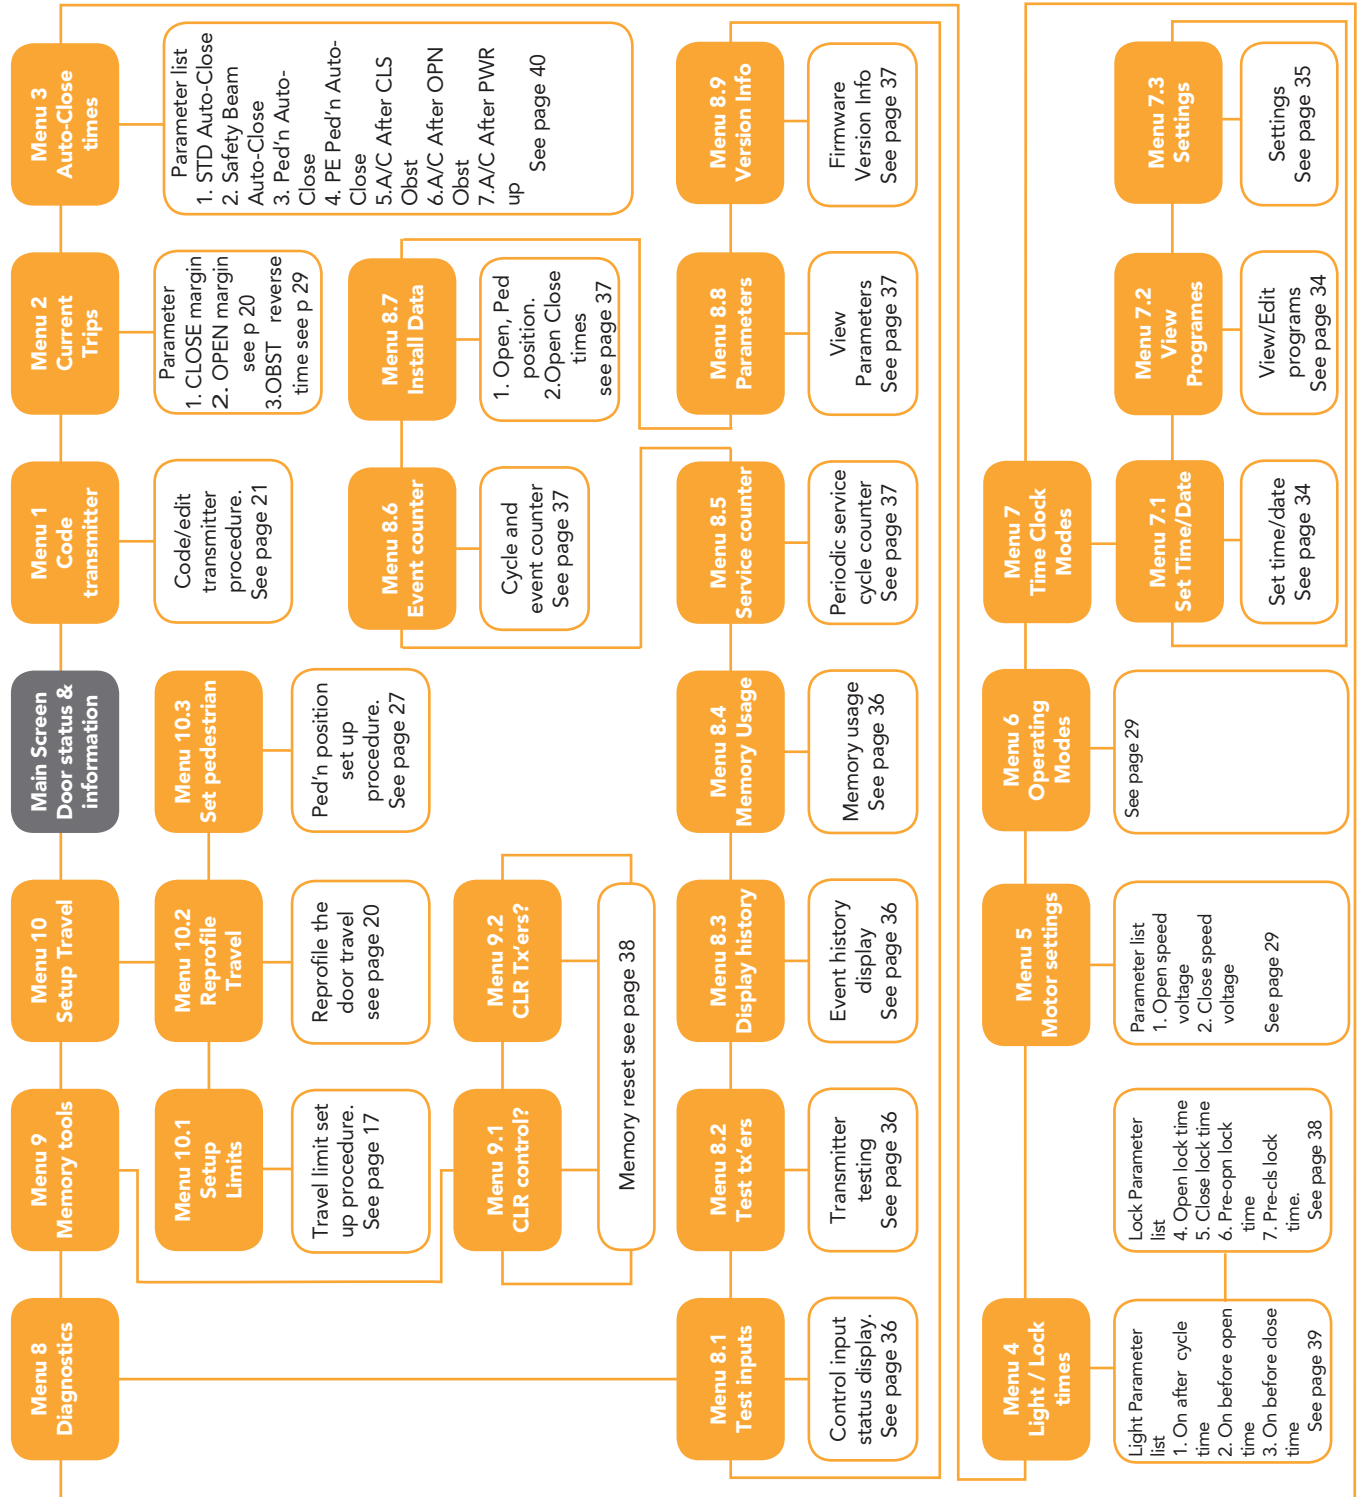 Menu 8
Diagnostics
Menu 9
Memory tools
Menu 10
Setup Travel
Main Screen
Door status &
information
Menu 1
Code
transmitter
Menu 2
Current
Trips
Menu 3
Auto-Close
times
Menu 10.1
Setup
Limits
Menu 10.2
Reprofile
Travel
Menu 10.3
Set pedestrian
Code/edit
transmitter
procedure.
See page 21
Parameter
1. CLOSE margin
2. OPEN margin
see p 20
3.OBST reverse
time see p 29
Parameter list
1. STD Auto-Close
2. Safety Beam
Auto-Close
3. Ped'n Auto-
Close
4. PE Ped'n Auto-
Close
5.A/C After CLS
Obst
6.A/C After OPN
Obst
7.A/C After PWR
up
See page 40
Travel limit set
up procedure.
See page 17
Reprofile the
door travel
see page 20
Ped'n position
set up
procedure.
See page 27
Menu 8.6
Event counter
Menu 8.7
Install Data
Menu 9.1
CLR control?
Menu 9.2
CLR Tx'ers?
Cycle and
event counter
See page 37
1. Open, Ped
position.
2.Open Close
times
see page 37
Memory reset see page 38
Menu 8.1
Test inputs
Menu 8.2
Test tx'ers
Menu 8.3
Display history
Menu 8.4
Memory Usage
Menu 8.5
Service counter
Menu 8.8
Parameters
Menu 8.9
Version Info
Control input
status display.
See page 36
Transmitter
testing
See page 36
Event history
display
See page 36
Memory usage
See page 36
Periodic service
cycle counter
See page 37
View
Parameters
See page 37
Firmware
Version Info
See page 37
Menu 4
Light / Lock
times
Menu 5
Motor settings
Menu 6
Operating
Modes
Menu 7
Time Clock
Modes
Light Parameter
list
1. On after cycle
time
2. On before open
time
3. On before close
time
See page 39
Lock Parameter
list
4. Open lock time
5. Close lock time
6. Pre-opn lock
time
7. Pre-cls lock
time.
See page 38
Parameter list
1. Open speed
voltage
2. Close speed
voltage
See page 29
See page 29
Menu 7.1
Set Time/Date
Menu 7.2
View
Programes
Menu 7.3
Settings
Set time/date
See page 34
View/Edit
programs
See page 34
Settings
See page 35